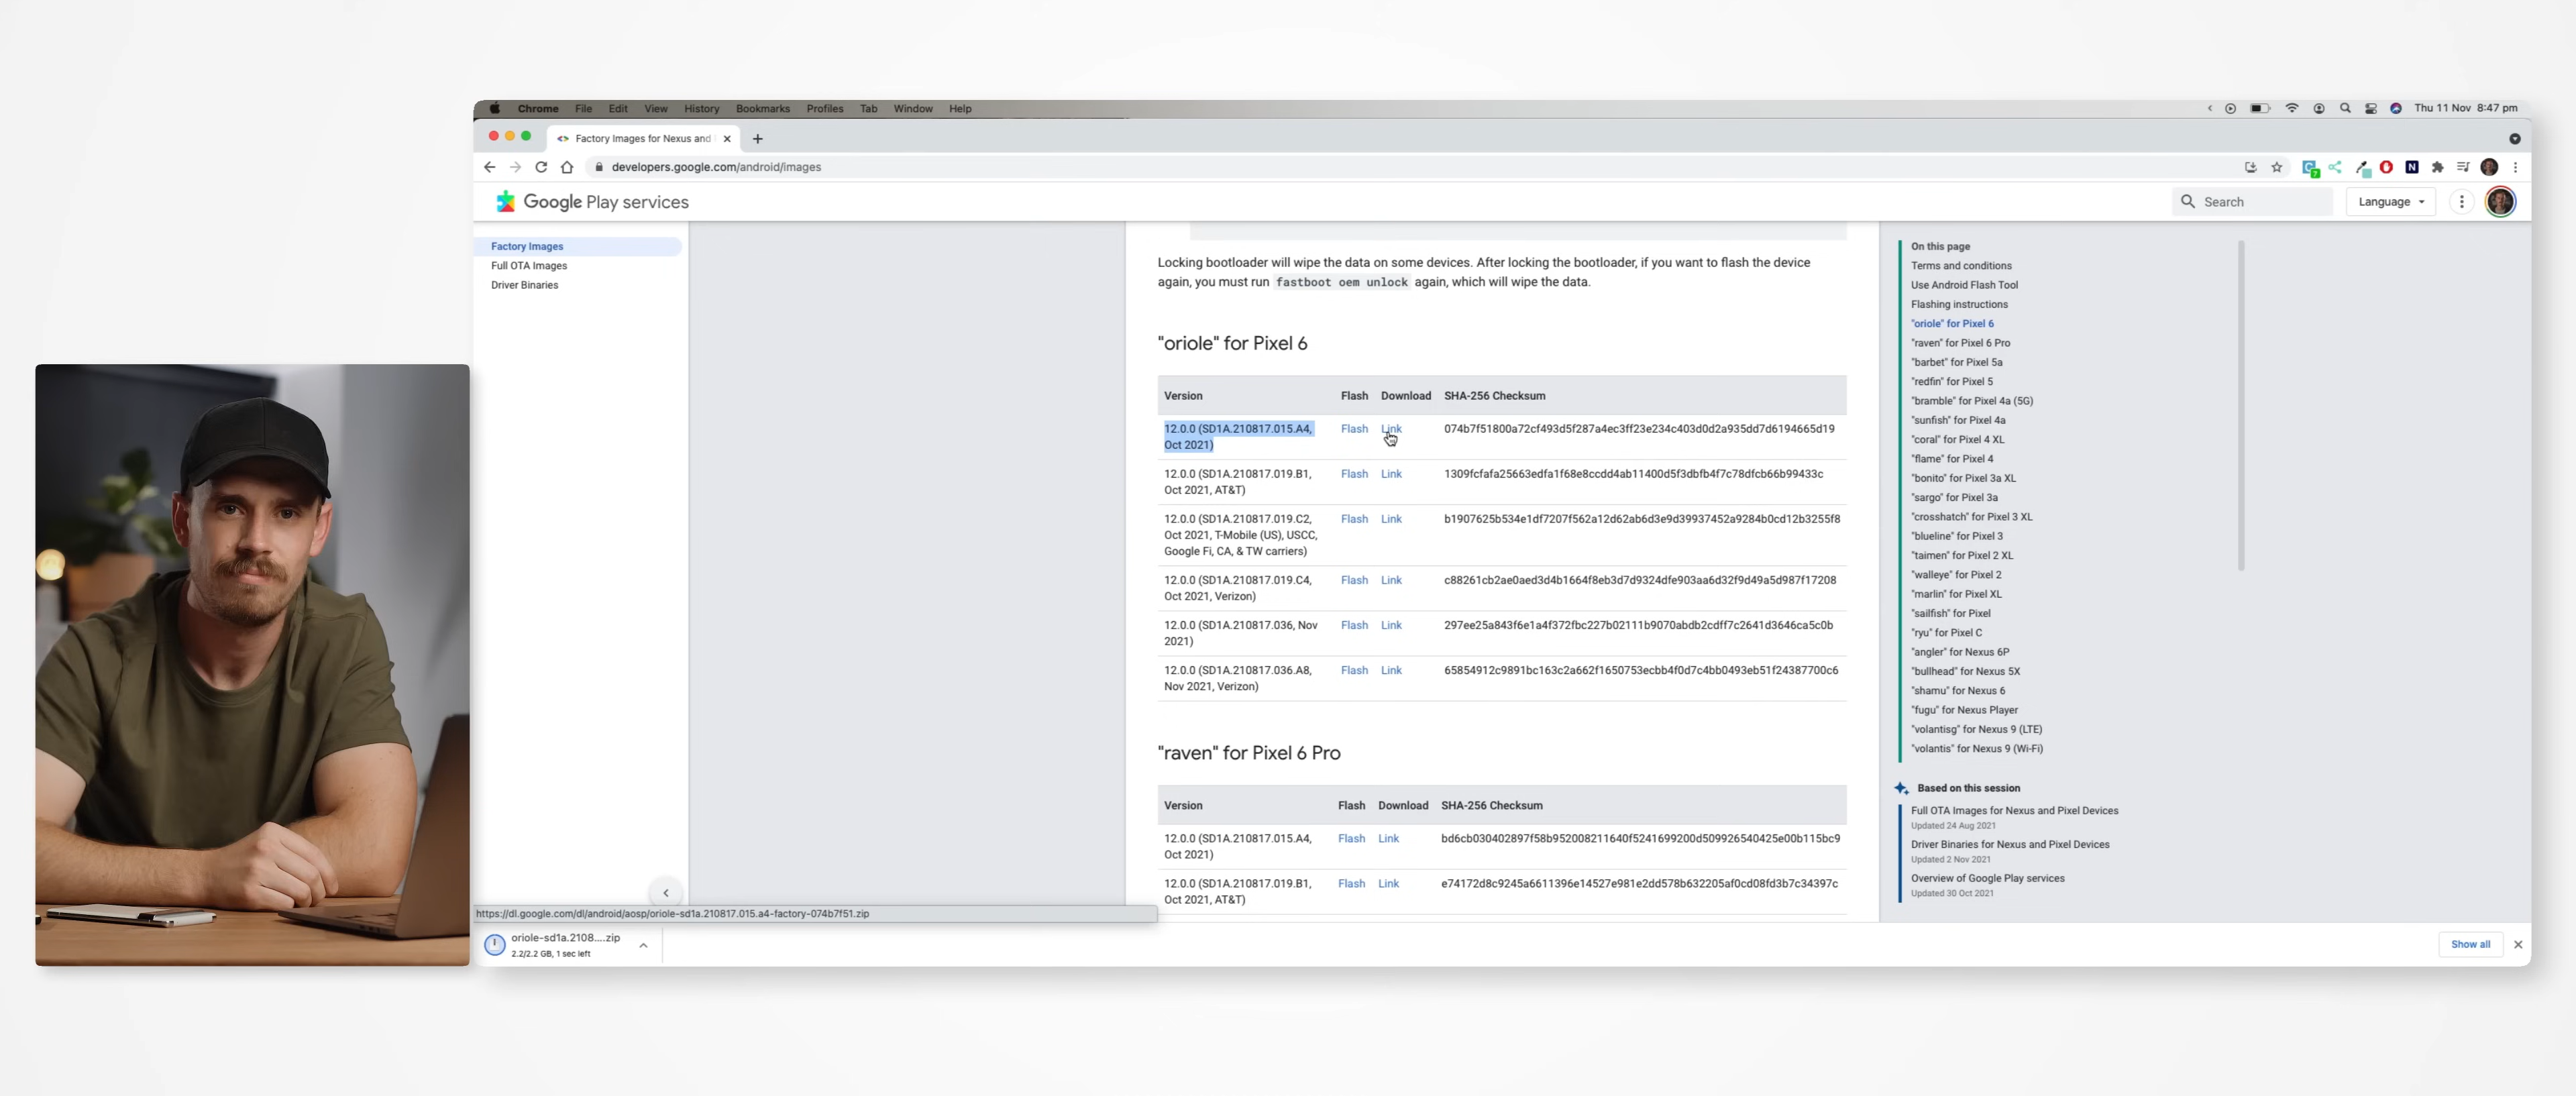 Chrome File Edit View History Bookmarks Profiles Tab Window Help
Thu 11 Nov 8:47 pm
Factory Images for Nexus and
developers.google.com/android/images
Google Play services
Search
Language
Factory Images
Full OTA Images
Driver Binaries
Locking bootloader will wipe the data on some devices. After locking the bootloader, if you want to flash the device
again, you must run fastboot oem unlock again, which will wipe the data.
"oriole" for Pixel 6
Version Flash Download SHA-256 Checksum
12.0.0 (SD1A.210817.015.A4, Flash Link 074b7f51800a72cf493d5f287a4ec3ff23e234c403d0d2a935dd7d6194665d19
Oct 2021)
12.0.0 (SD1A.210817.019.B1, Flash Link 1309fcfafa25663edfa1f68e8ccdd4ab11400d5f3dbfb4f7c78dfcb66b99433c
Oct 2021, AT&T)
12.0.0 (SD1A.210817.019.C2, Flash Link b1907625b534e1df7207f562a12d62ab6d3e9d39937452a9284b0cd12b3255f8
Oct 2021, T-Mobile (US), USCC,
Google Fi, CA, & TW carriers)
12.0.0 (SD1A.210817.019.C4, Flash Link c88261cb2ae0aed3d4b1664f8eb3d7d9324dfe903aa6d32f9d49a5d987f17208
Oct 2021, Verizon)
12.0.0 (SD1A.210817.036, Nov Flash Link 297ee25a843f6e1a4f372fbc227b02111b9070abdb2cdff7c2641d3646ca5c0b
2021)
12.0.0 (SD1A.210817.036.A8, Flash Link 65854912c9891bc163c2a662f1650753ecbb4f0d7c4bb0493eb51f24387700c6
Nov 2021, Verizon)
"raven" for Pixel 6 Pro
Version Flash Download SHA-256 Checksum
12.0.0 (SD1A.210817.015.A4, Flash Link bd6cb030402897f58b952008211640f5241699200d509926540425e00b115bc9
Oct 2021)
12.0.0 (SD1A.210817.019.B1, Flash Link e74172d8c9245a6611396e14527e981e2dd578b632205af0cd08fd3b7c34397c
Oct 2021, AT&T)
On this page
Terms and conditions
Use Android Flash Tool
Flashing instructions
"oriole" for Pixel 6
"raven" for Pixel 6 Pro
"barbet" for Pixel 5a
"redfin" for Pixel 5
"bramble" for Pixel 4a (5G)
"sunfish" for Pixel 4a
"coral" for Pixel 4 XL
"flame" for Pixel 4
"bonito" for Pixel 3a XL
"sargo" for Pixel 3a
"crosshatch" for Pixel 3 XL
"blueline" for Pixel 3
"taimen" for Pixel 2 XL
"walleye" for Pixel 2
"marlin" for Pixel XL
"sailfish" for Pixel
"ryu" for Pixel C
"angler" for Nexus 6P
"bullhead" for Nexus 5X
"shamu" for Nexus 6
"fugu" for Nexus Player
"volantisg" for Nexus 9 (LTE)
"volantis" for Nexus 9 (Wi-Fi)
Based on this session
Full OTA Images for Nexus and Pixel Devices
Updated 24 Aug 2021
Driver Binaries for Nexus and Pixel Devices
Updated 2 Nov 2021
Overview of Google Play services
Updated 30 Oct 2021
https://dl.google.com/dl/android/aosp/oriole-sd1a.210817.015.a4-factory-074b7f51.zip
oriole-sd1a.2108....zip
2.2/2.2 GB, 1 sec left
Show all